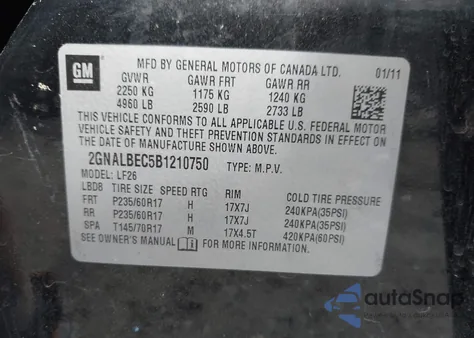 GM
MFD BY GENERAL MOTORS OF CANADA LTD. 01/11
GVWR GAWR FRT GAWR RR
2250 KG 1175 KG 1240 KG
4960 LB 2590 LB 2733 LB
THIS VEHICLE CONFORMS TO ALL APPLICABLE U.S. FEDERAL MOTOR
VEHICLE SAFETY, BUMPER, AND THEFT PREVENTION STANDARDS IN
EFFECT ON THE DATE OF MANUFACTURE SHOWN ABOVE.
2GNALBEC5B1210750 TYPE: M.P.V.
MODEL: LF26
LBDB TIRE SIZE SPEED RTG RIM COLD TIRE PRESSURE
FRT P235/60R17 H 17X7J 240KPA(35PSI)
RR P235/60R17 H 17X7J 240KPA(35PSI)
SPA T145/70R17 M 17X4.5T 420KPA(60PSI)
SEE OWNER'S MANUAL FOR MORE INFORMATION.
autoSnap